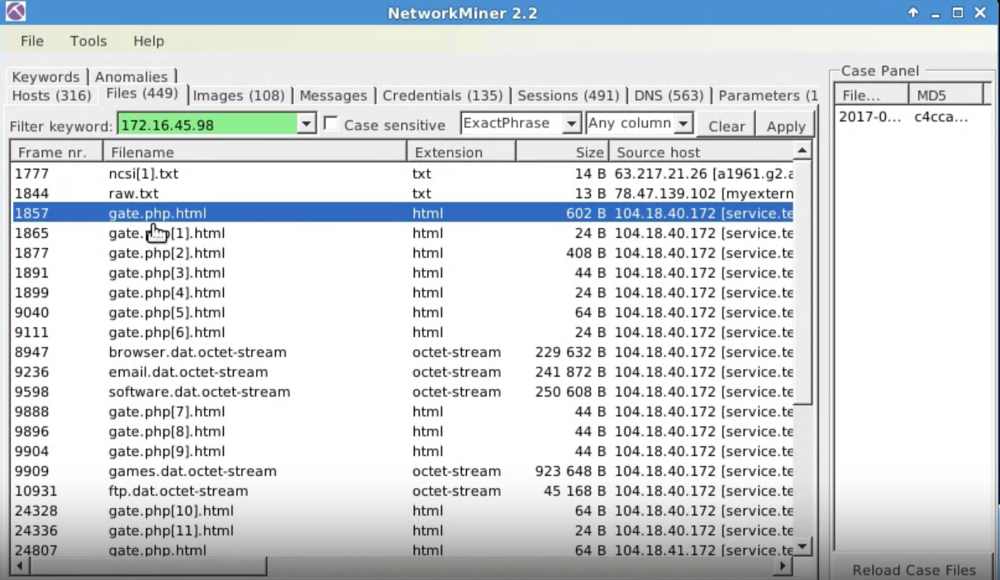 NetworkMiner 2.2
File Tools Help
Keywords Anomalies
Hosts (316) Files (449) Images (108) Messages Credentials (135) Sessions (491) DNS (563) Parameters (1
Filter keyword: 172.16.45.98 Case sensitive ExactPhrase Any column Clear Apply
Frame nr. Filename Extension Size Source host
1777 ncsi[1].txt txt 14 B 63.217.21.26 [a1961.g2.a
1844 raw.txt txt 13 B 78.47.139.102 [myextern
1857 gate.php.html html 602 B 104.18.40.172 [service.te
1865 gate.p[1].html html 24 B 104.18.40.172 [service.te
1877 gate.php[2].html html 408 B 104.18.40.172 [service.te
1891 gate.php[3].html html 44 B 104.18.40.172 [service.te
1899 gate.php[4].html html 24 B 104.18.40.172 [service.te
9040 gate.php[5].html html 64 B 104.18.40.172 [service.te
9111 gate.php[6].html html 24 B 104.18.40.172 [service.te
8947 browser.dat.octet-stream octet-stream 229 632 B 104.18.40.172 [service.te
9236 email.dat.octet-stream octet-stream 241 872 B 104.18.40.172 [service.te
9598 software.dat.octet-stream octet-stream 250 608 B 104.18.40.172 [service.te
9888 gate.php[7].html html 44 B 104.18.40.172 [service.te
9896 gate.php[8].html html 44 B 104.18.40.172 [service.te
9904 gate.php[9].html html 44 B 104.18.40.172 [service.te
9909 games.dat.octet-stream octet-stream 923 648 B 104.18.40.172 [service.te
10931 ftp.dat.octet-stream octet-stream 45 168 B 104.18.40.172 [service.te
24328 gate.php[10].html html 64 B 104.18.40.172 [service.te
24336 gate.php[11].html html 24 B 104.18.40.172 [service.te
24807 gate.php.html html 64 B 104.18.41.172 [service.te
Case Panel
File... MD5
2017-0... c4cca...
Reload Case Files